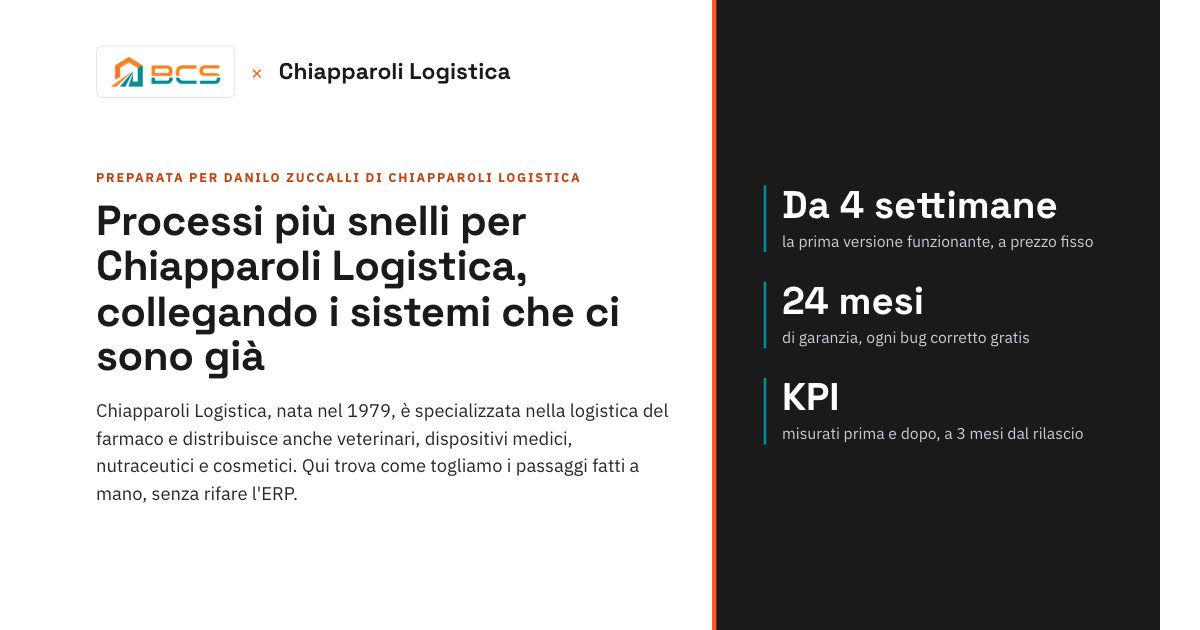 BCS × Chiapparoli Logistica
PREPARATA PER DANILO ZUCCALLI DI CHIAPPAROLI LOGISTICA
Processi più snelli per
Chiapparoli Logistica,
collegando i sistemi che ci
sono già
Chiapparoli Logistica, nata nel 1979, è specializzata nella logistica del
farmaco e distribuisce anche veterinari, dispositivi medici,
nutraceutici e cosmetici. Qui trova come togliamo i passaggi fatti a
mano, senza rifare l'ERP.
Da 4 settimane
la prima versione funzionante, a prezzo fisso
24 mesi
di garanzia, ogni bug corretto gratis
KPI
misurati prima e dopo, a 3 mesi dal rilascio